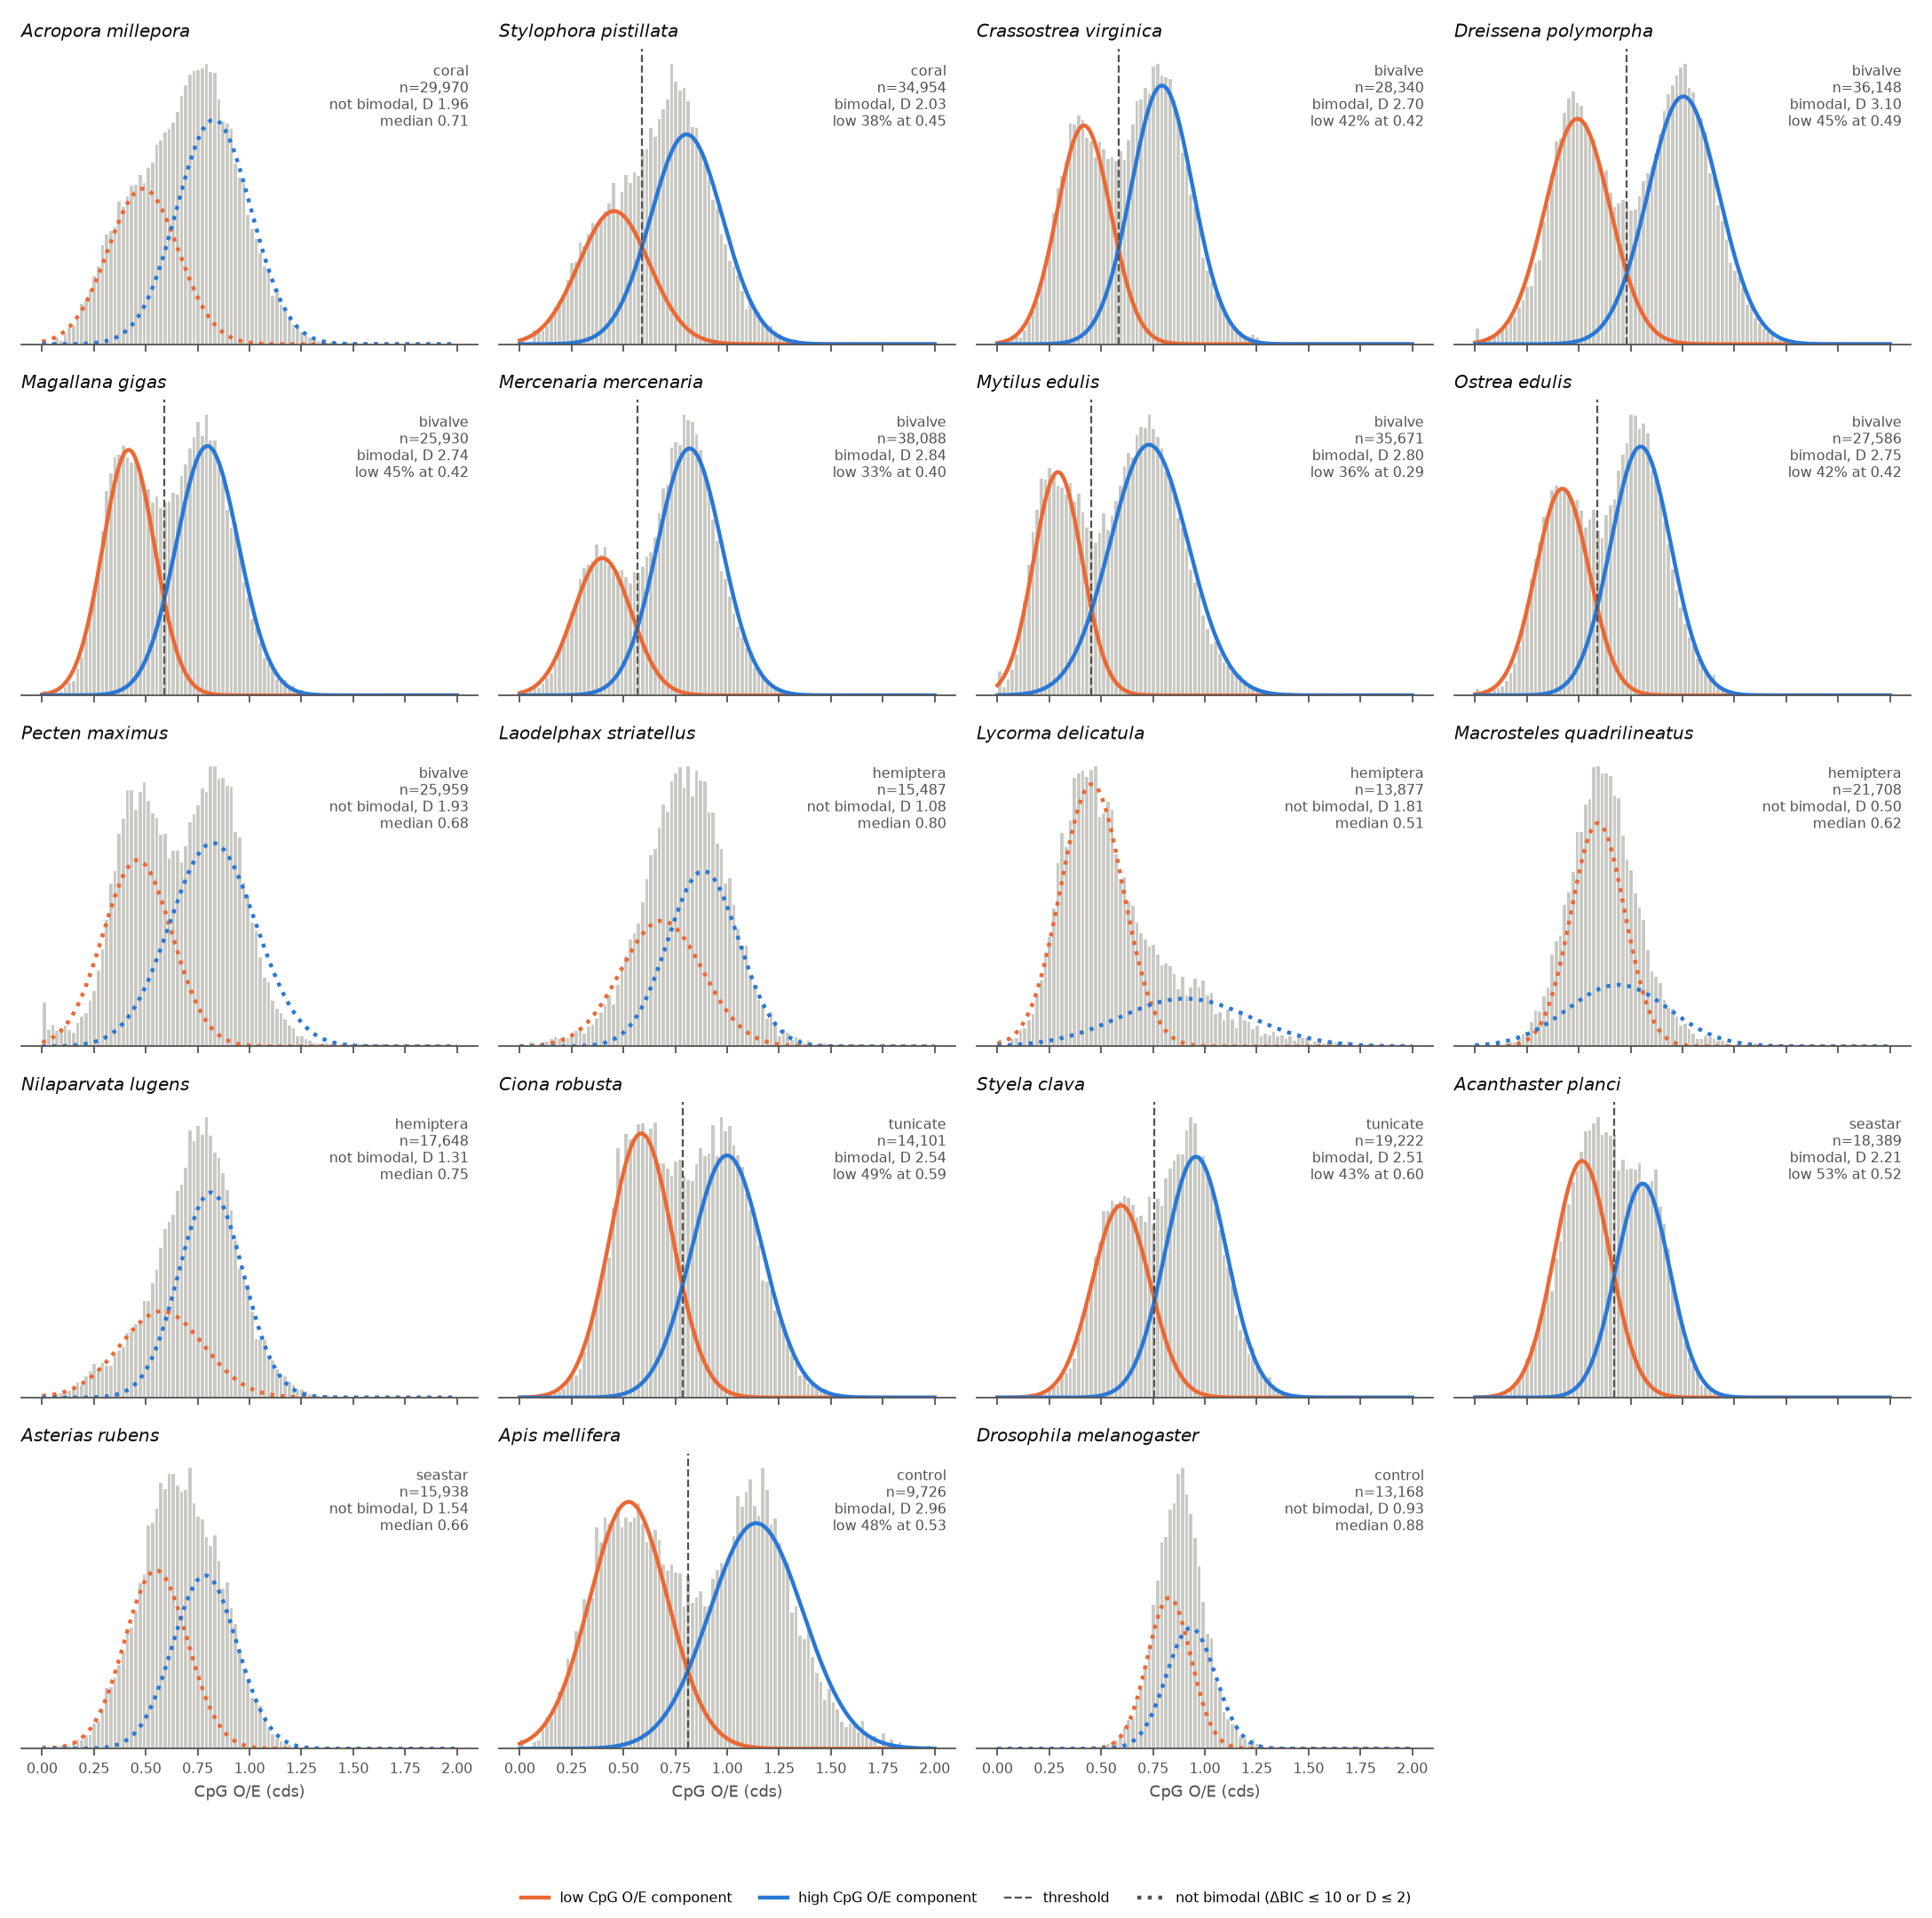 Acropora millepora
coral
n=29,970
not bimodal, D 1.96
median 0.71
Stylophora pistillata
coral
n=34,954
bimodal, D 2.03
low 38% at 0.45
Crassostrea virginica
bivalve
n=28,340
bimodal, D 2.70
low 42% at 0.42
Dreissena polymorpha
bivalve
n=36,148
bimodal, D 3.10
low 45% at 0.49
Magallana gigas
bivalve
n=25,930
bimodal, D 2.74
low 45% at 0.42
Mercenaria mercenaria
bivalve
n=38,088
bimodal, D 2.84
low 33% at 0.40
Mytilus edulis
bivalve
n=35,671
bimodal, D 2.80
low 36% at 0.29
Ostrea edulis
bivalve
n=27,586
bimodal, D 2.75
low 42% at 0.42
Pecten maximus
bivalve
n=25,959
not bimodal, D 1.93
median 0.68
Laodelphax striatellus
hemiptera
n=15,487
not bimodal, D 1.08
median 0.80
Lycorma delicatula
hemiptera
n=13,877
not bimodal, D 1.81
median 0.51
Macrosteles quadrilineatus
hemiptera
n=21,708
not bimodal, D 0.50
median 0.62
Nilaparvata lugens
hemiptera
n=17,648
not bimodal, D 1.31
median 0.75
Ciona robusta
tunicate
n=14,101
bimodal, D 2.54
low 49% at 0.59
Styela clava
tunicate
n=19,222
bimodal, D 2.51
low 43% at 0.60
Acanthaster planci
seastar
n=18,389
bimodal, D 2.21
low 53% at 0.52
Asterias rubens
seastar
n=15,938
not bimodal, D 1.54
median 0.66
0.00 0.25 0.50 0.75 1.00 1.25 1.50 1.75 2.00
CpG O/E (cds)
Apis mellifera
control
n=9,726
bimodal, D 2.96
low 48% at 0.53
0.00 0.25 0.50 0.75 1.00 1.25 1.50 1.75 2.00
CpG O/E (cds)
Drosophila melanogaster
control
n=13,168
not bimodal, D 0.93
median 0.88
0.00 0.25 0.50 0.75 1.00 1.25 1.50 1.75 2.00
CpG O/E (cds)
low CpG O/E component high CpG O/E component threshold not bimodal (ΔBIC ≤ 10 or D ≤ 2)